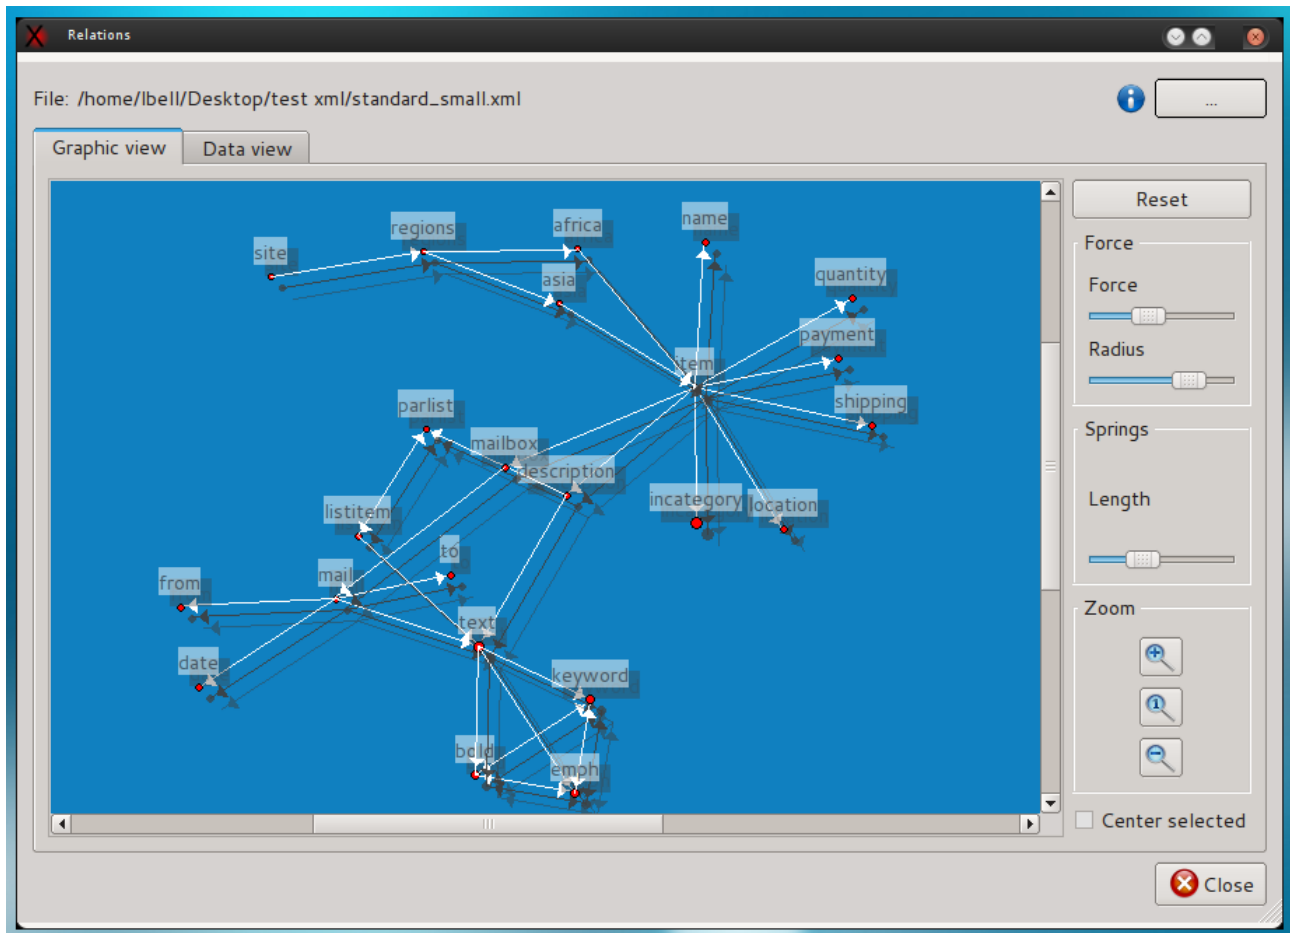 Relations
File: /home/lbell/Desktop/test xml/standard_small.xml
...
Graphic view
Data view
Reset
Force
Force
Radius
Springs
Length
Zoom
1
Center selected
Close
name
africa
regions
site
asia
quantity
payment
item
shipping
parlist
mailbox
description
incategory
location
listitem
to
mail
from
text
date
keyword
bold
emph